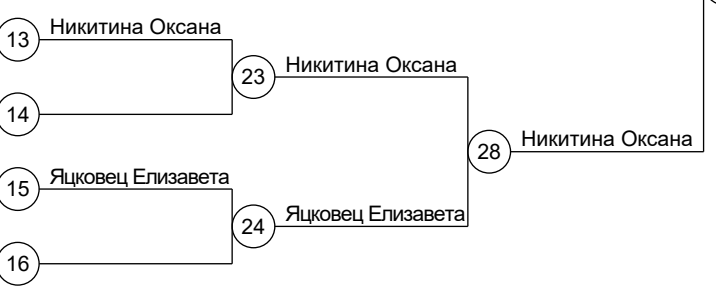 13 Никитина Оксана
23 Никитина Оксана
14
28 Никитина Оксана
15 Яцковец Елизавета
24 Яцковец Елизавета
16